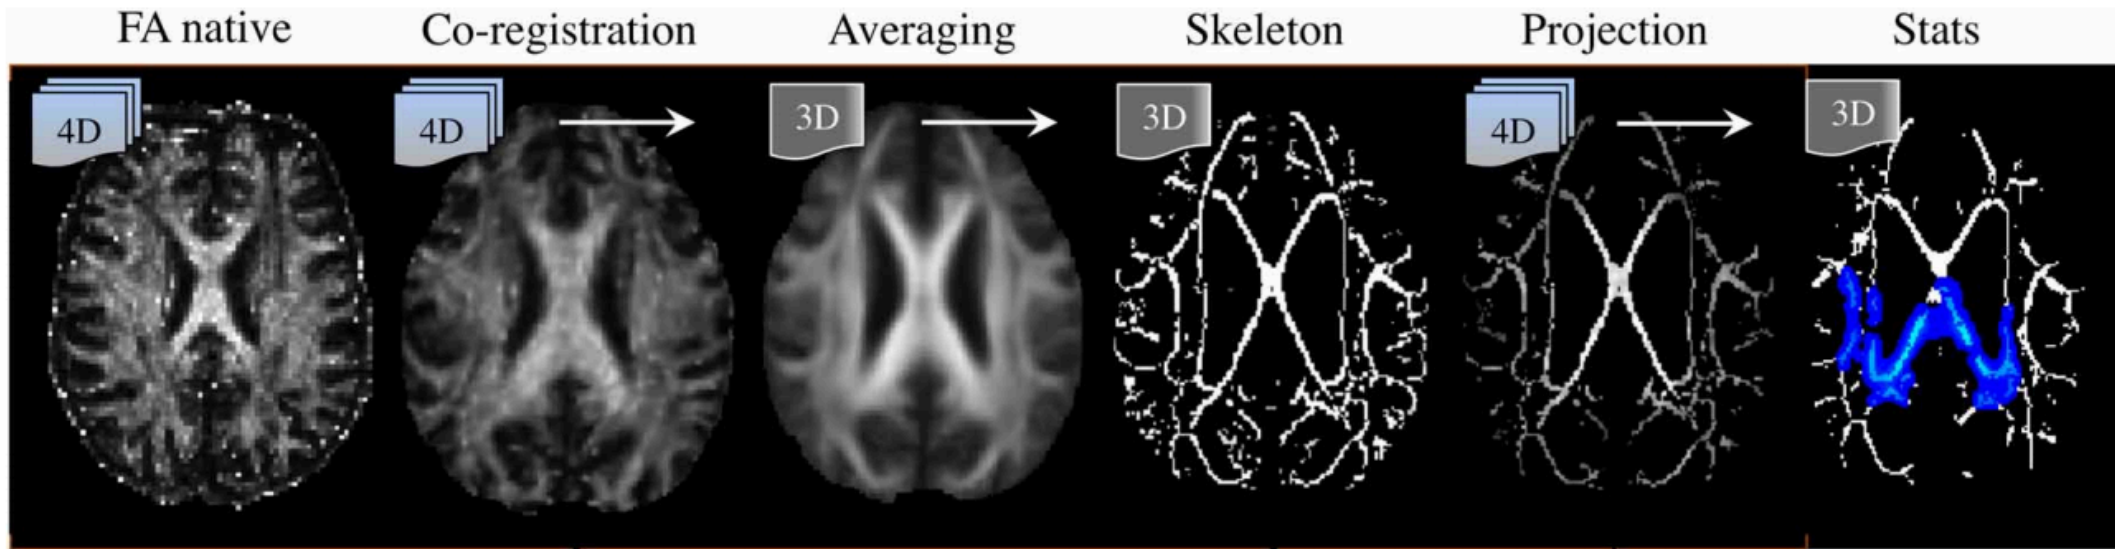 FA native Co-registration Averaging Skeleton Projection Stats
4D 4D 3D 3D 4D 3D